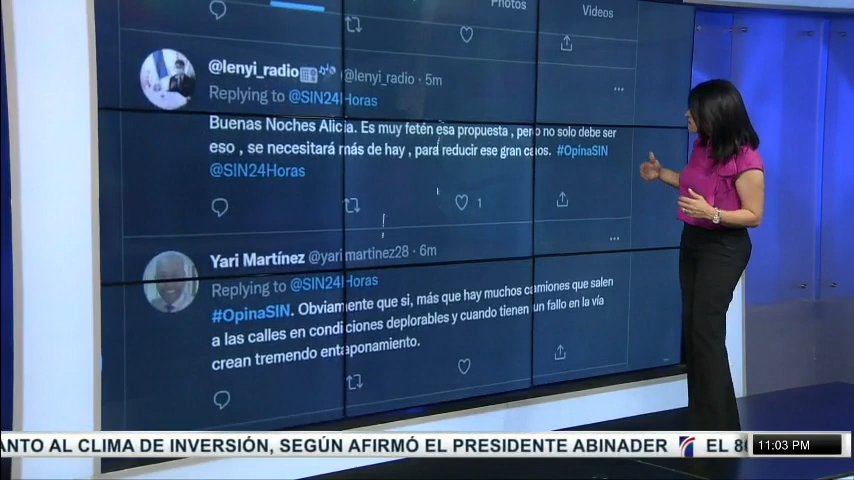 Photos
Videos
@lenyi_radio @lenyi_radio · 5m
Replying to @SIN24Horas
Buenas Noches Alicia. Es muy fetén esa propuesta , pero no solo debe ser
eso , se necesitará más de hay , para reducir ese gran caos. #OpinaSIN
@SIN24Horas
1
Yari Martínez @yarimartinez28 · 6m
Replying to @SIN24Horas
#OpinaSIN. Obviamente que si, más que hay muchos camiones que salen
a las calles en condiciones deplorables y cuando tienen un fallo en la vía
crean tremendo entaponamiento.
ANTO AL CLIMA DE INVERSIÓN, SEGÚN AFIRMÓ EL PRESIDENTE ABINADER EL 8
11:03 PM